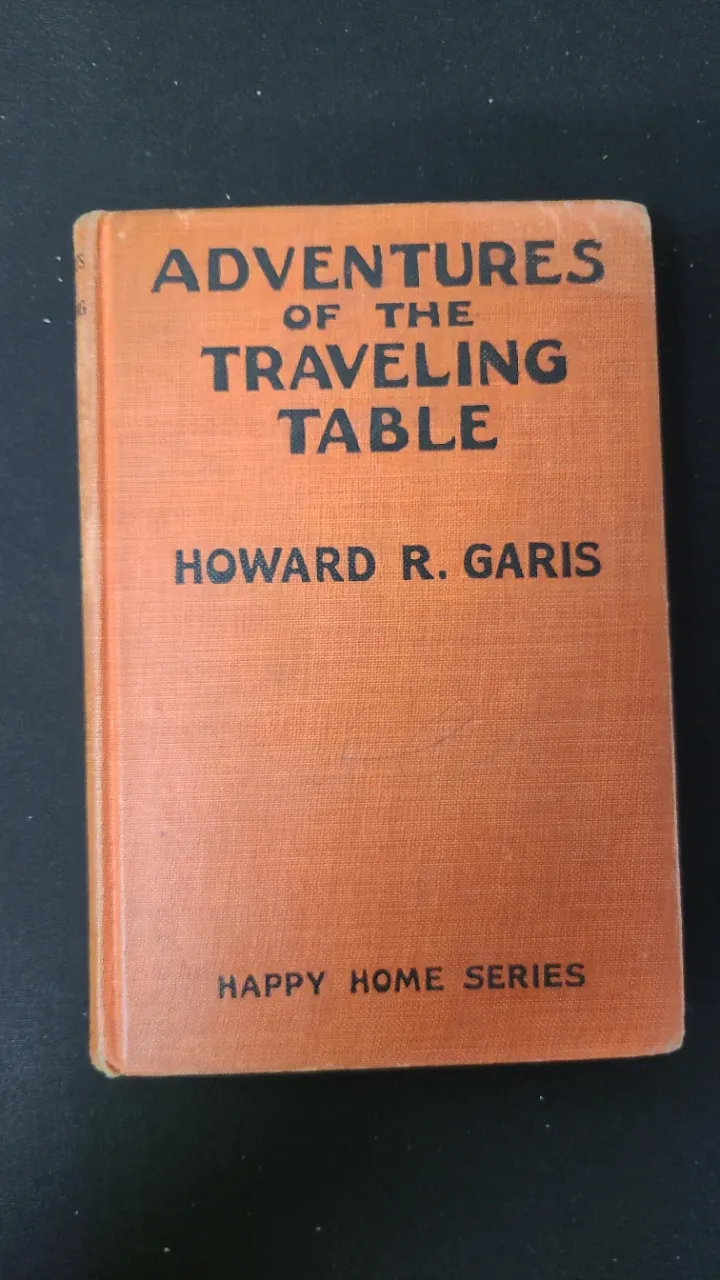 ADVENTURES
OF THE
TRAVELING
TABLE
HOWARD R. GARIS
HAPPY HOME SERIES